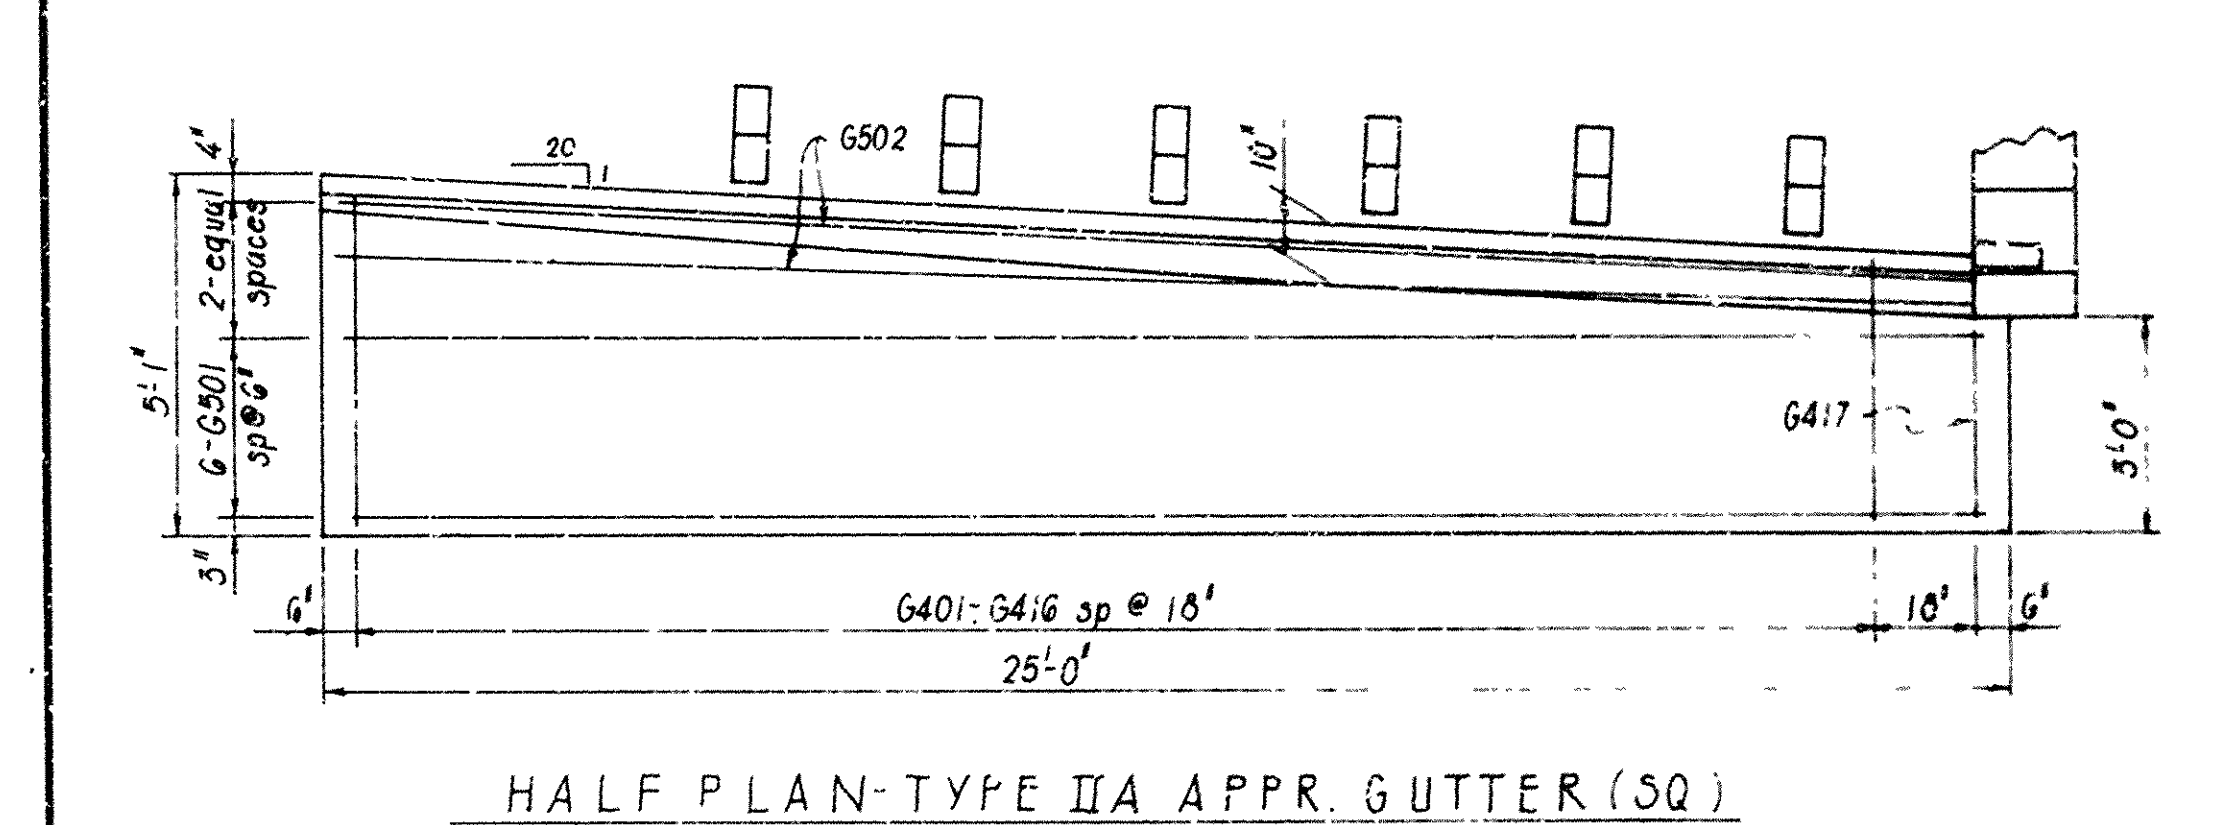 4"
2-equal
spaces
5'-1"
6-G501
sp@6"
3"
20
1
G502
10"
G417
3'-0"
6"
G401-G416 sp @ 18"
18"
6"
25'-0"
HALF PLAN-TYPE IIA APPR. GUTTER (SQ)